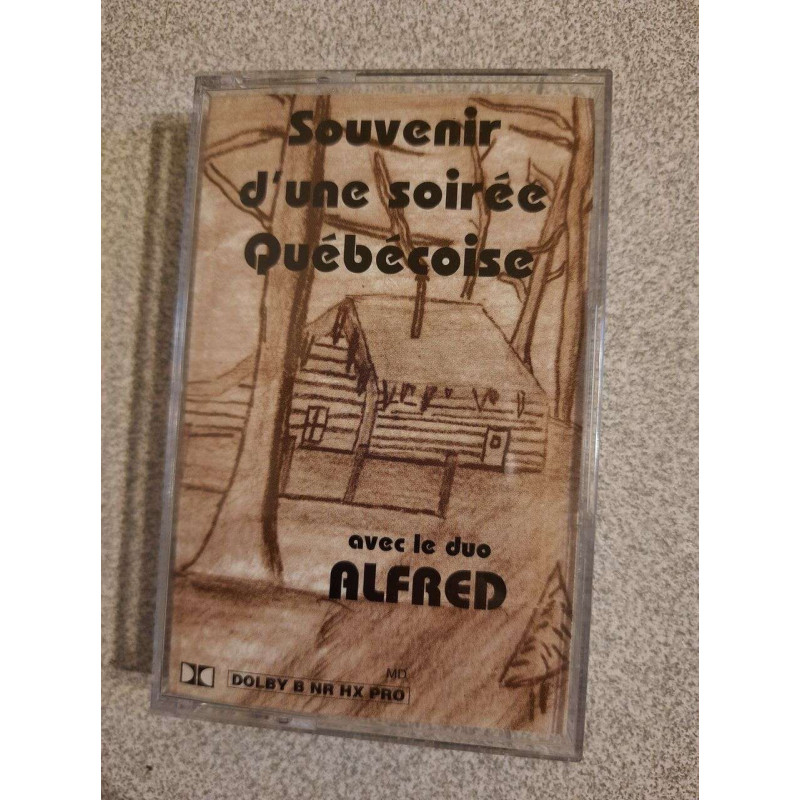 Souvenir
d'une soirée
Québécoise
avec le duo
ALFRED
MD
DOLBY B NR HX PRO